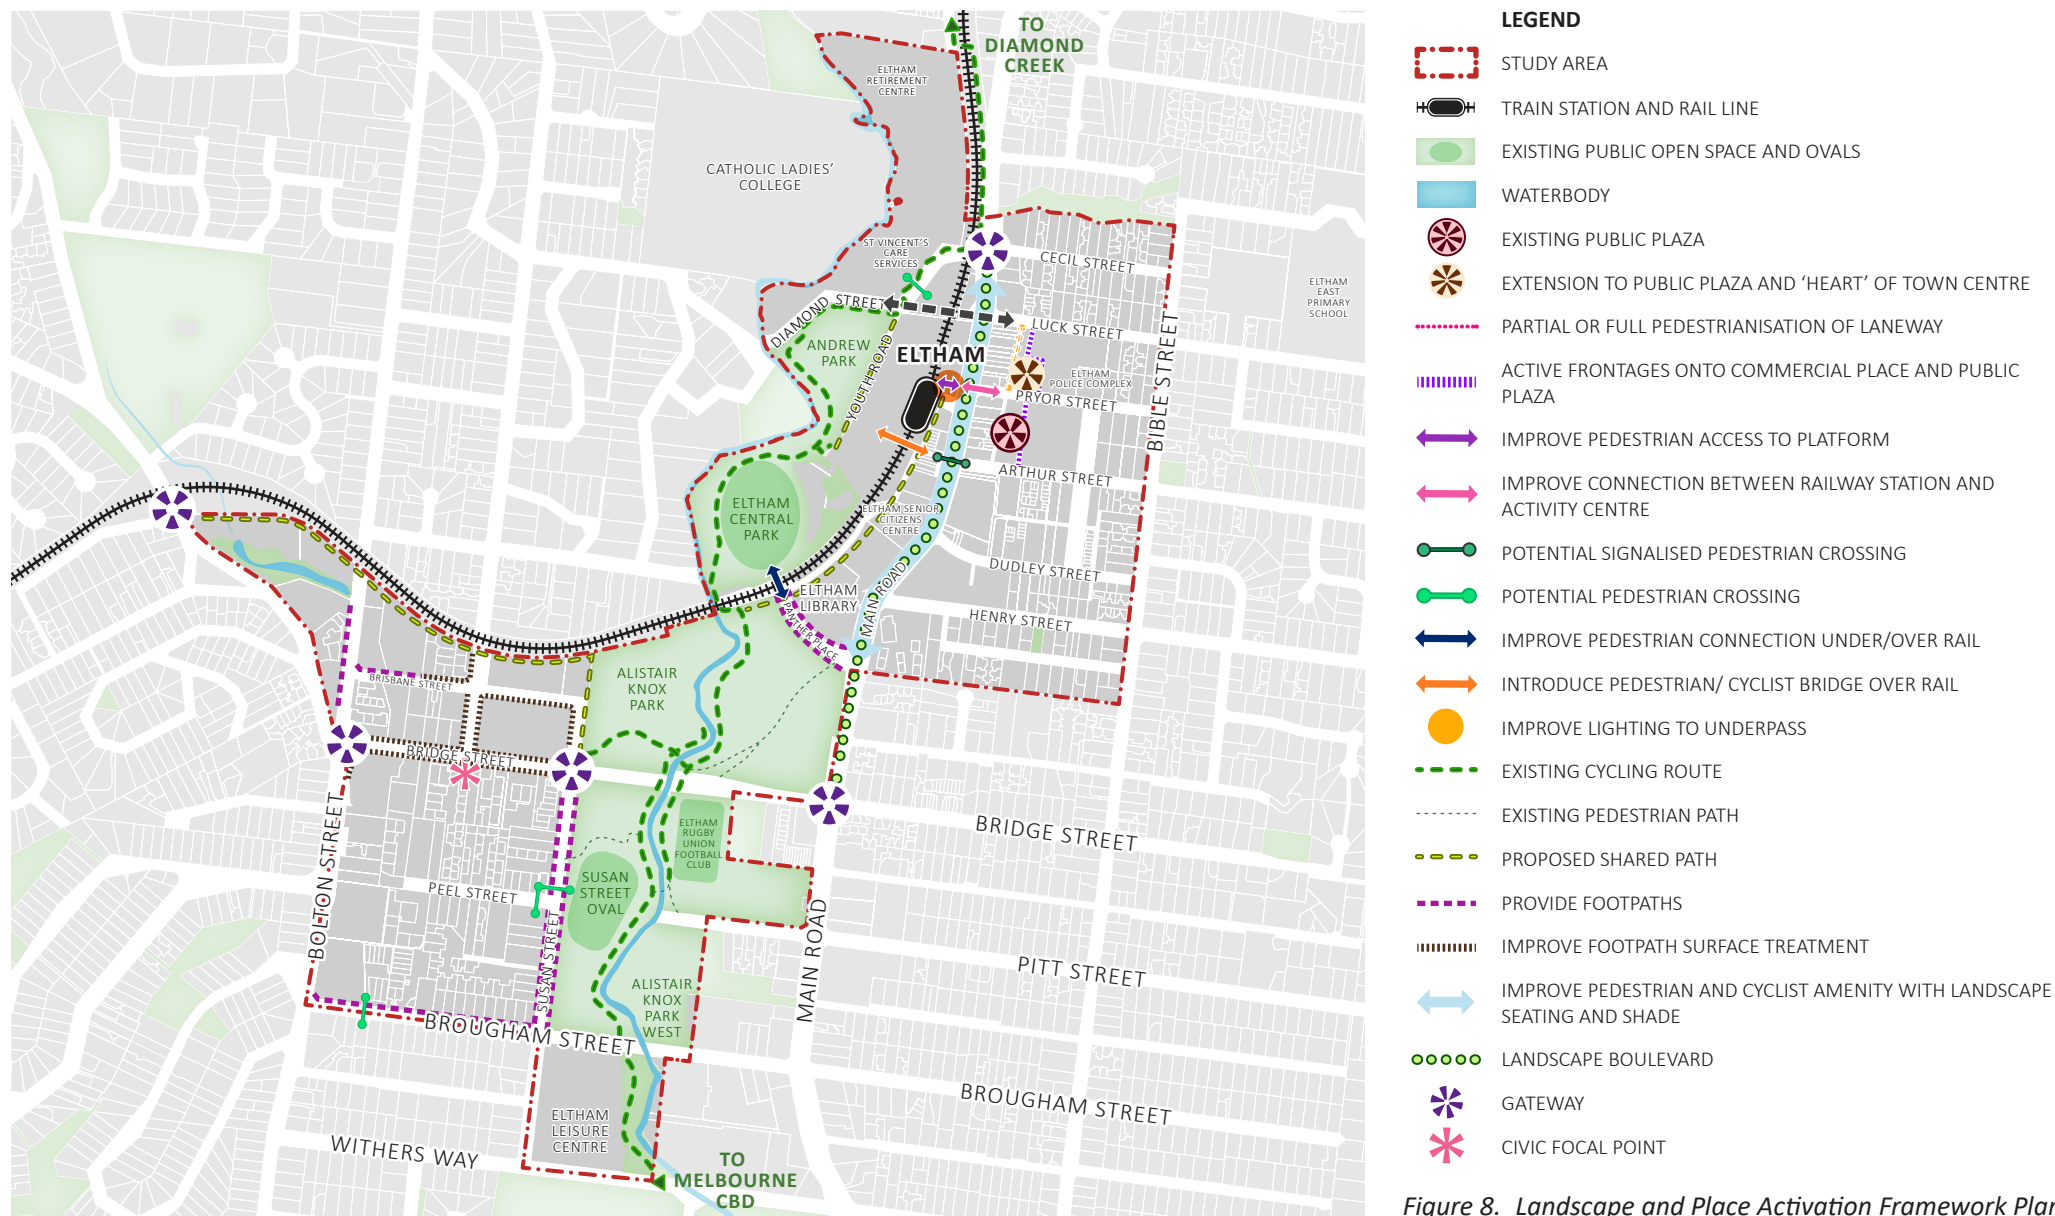 TO
DIAMOND
CREEK
ELTHAM
RETIREMENT
CENTRE
CATHOLIC LADIES'
COLLEGE
ST VINCENT'S
CARE
SERVICES
CECIL STREET
ELTHAM
EAST
PRIMARY
SCHOOL
DIAMOND STREET
LUCK STREET
ANDREW
PARK
ELTHAM
YOUTH ROAD
ELTHAM
POLICE COMPLEX
PRYOR STREET
BIBLE STREET
ARTHUR STREET
ELTHAM
CENTRAL
PARK
ELTHAM SENIOR
CITIZENS
CENTRE
DUDLEY STREET
ELTHAM
LIBRARY
MAIN ROAD
HENRY STREET
PANTHER PLACE
ALISTAIR
KNOX
PARK
BRISBANE STREET
BRIDGE STREET
BRIDGE STREET
ELTHAM
RUGBY
UNION
FOOTBALL
CLUB
BOLTON STREET
PEEL STREET
SUSAN
STREET
OVAL
SUSAN STREET
MAIN ROAD
PITT STREET
ALISTAIR
KNOX
PARK
WEST
BROUGHAM STREET
BROUGHAM STREET
ELTHAM
LEISURE
CENTRE
WITHERS WAY
TO
MELBOURNE
CBD
LEGEND
STUDY AREA
TRAIN STATION AND RAIL LINE
EXISTING PUBLIC OPEN SPACE AND OVALS
WATERBODY
EXISTING PUBLIC PLAZA
EXTENSION TO PUBLIC PLAZA AND ‘HEART’ OF TOWN CENTRE
PARTIAL OR FULL PEDESTRIANISATION OF LANEWAY
ACTIVE FRONTAGES ONTO COMMERCIAL PLACE AND PUBLIC
PLAZA
IMPROVE PEDESTRIAN ACCESS TO PLATFORM
IMPROVE CONNECTION BETWEEN RAILWAY STATION AND
ACTIVITY CENTRE
POTENTIAL SIGNALISED PEDESTRIAN CROSSING
POTENTIAL PEDESTRIAN CROSSING
IMPROVE PEDESTRIAN CONNECTION UNDER/OVER RAIL
INTRODUCE PEDESTRIAN/ CYCLIST BRIDGE OVER RAIL
IMPROVE LIGHTING TO UNDERPASS
EXISTING CYCLING ROUTE
EXISTING PEDESTRIAN PATH
PROPOSED SHARED PATH
PROVIDE FOOTPATHS
IMPROVE FOOTPATH SURFACE TREATMENT
IMPROVE PEDESTRIAN AND CYCLIST AMENITY WITH LANDSCAPE
SEATING AND SHADE
LANDSCAPE BOULEVARD
GATEWAY
CIVIC FOCAL POINT
Figure 8. Landscape and Place Activation Framework Plan